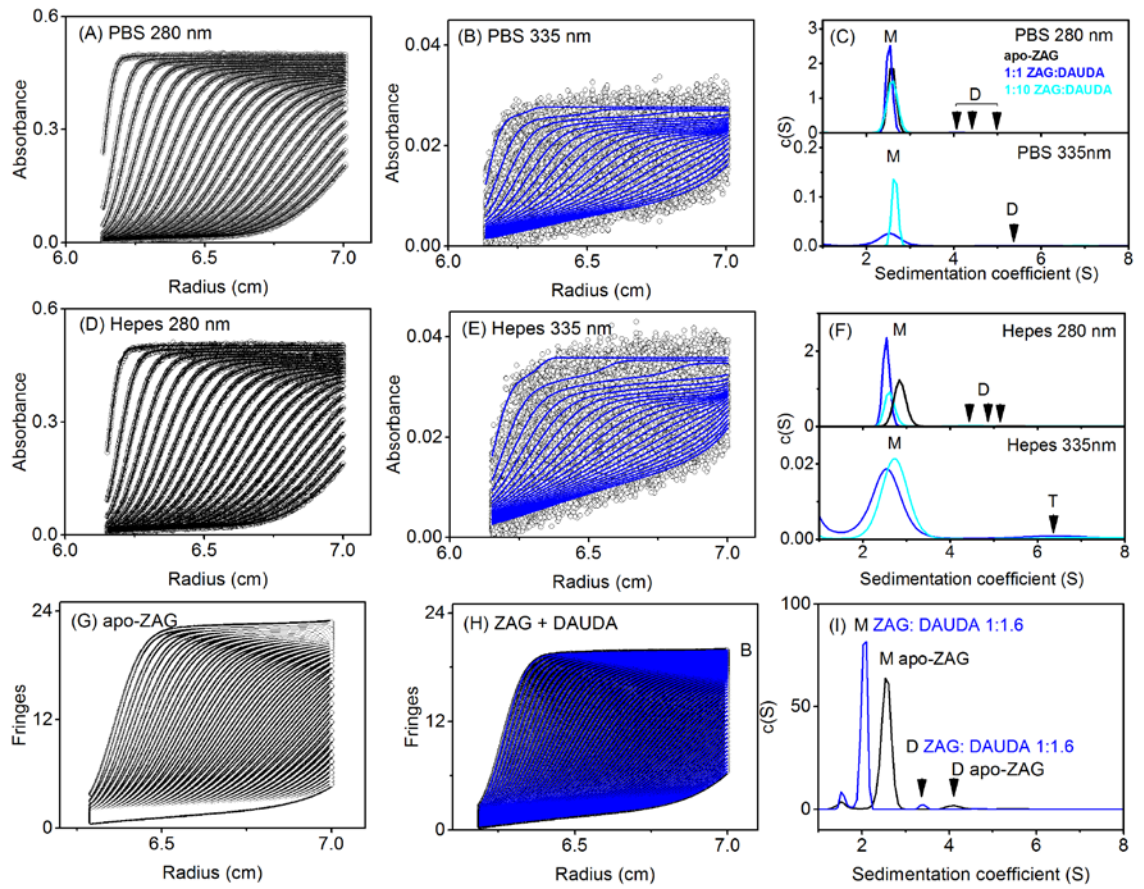 (A) PBS 280 nm
Absorbance
0.6
0.3
0.0
6.0
6.5
7.0
Radius (cm)
(B) PBS 335 nm
Absorbance
0.04
0.02
0.00
6.0
6.5
7.0
Radius (cm)
(C)
PBS 280 nm
M
apo-ZAG
1:1 ZAG:DAUDA
1:10 ZAG:DAUDA
D
3
2
1
0
c(S)
PBS 335nm
M
D
0.2
0.1
0.0
2
4
6
8
Sedimentation coefficient (S)
(D) Hepes 280 nm
Absorbance
0.6
0.3
0.0
6.0
6.5
7.0
Radius (cm)
(E) Hepes 335 nm
Absorbance
0.04
0.02
0.00
6.0
6.5
7.0
Radius (cm)
(F)
Hepes 280 nm
M
D
2
0
c(S)
Hepes 335nm
M
T
0.02
0.00
2
4
6
8
Sedimentation coefficient (S)
(G) apo-ZAG
Fringes
24
12
0
6.5
7.0
Radius (cm)
(H) ZAG + DAUDA
B
Fringes
24
12
0
6.5
7.0
Radius (cm)
(I)
M ZAG: DAUDA 1:1.6
M apo-ZAG
D ZAG: DAUDA 1:1.6
D apo-ZAG
c(S)
100
50
0
2
4
6
8
Sedimentation coefficient (S)